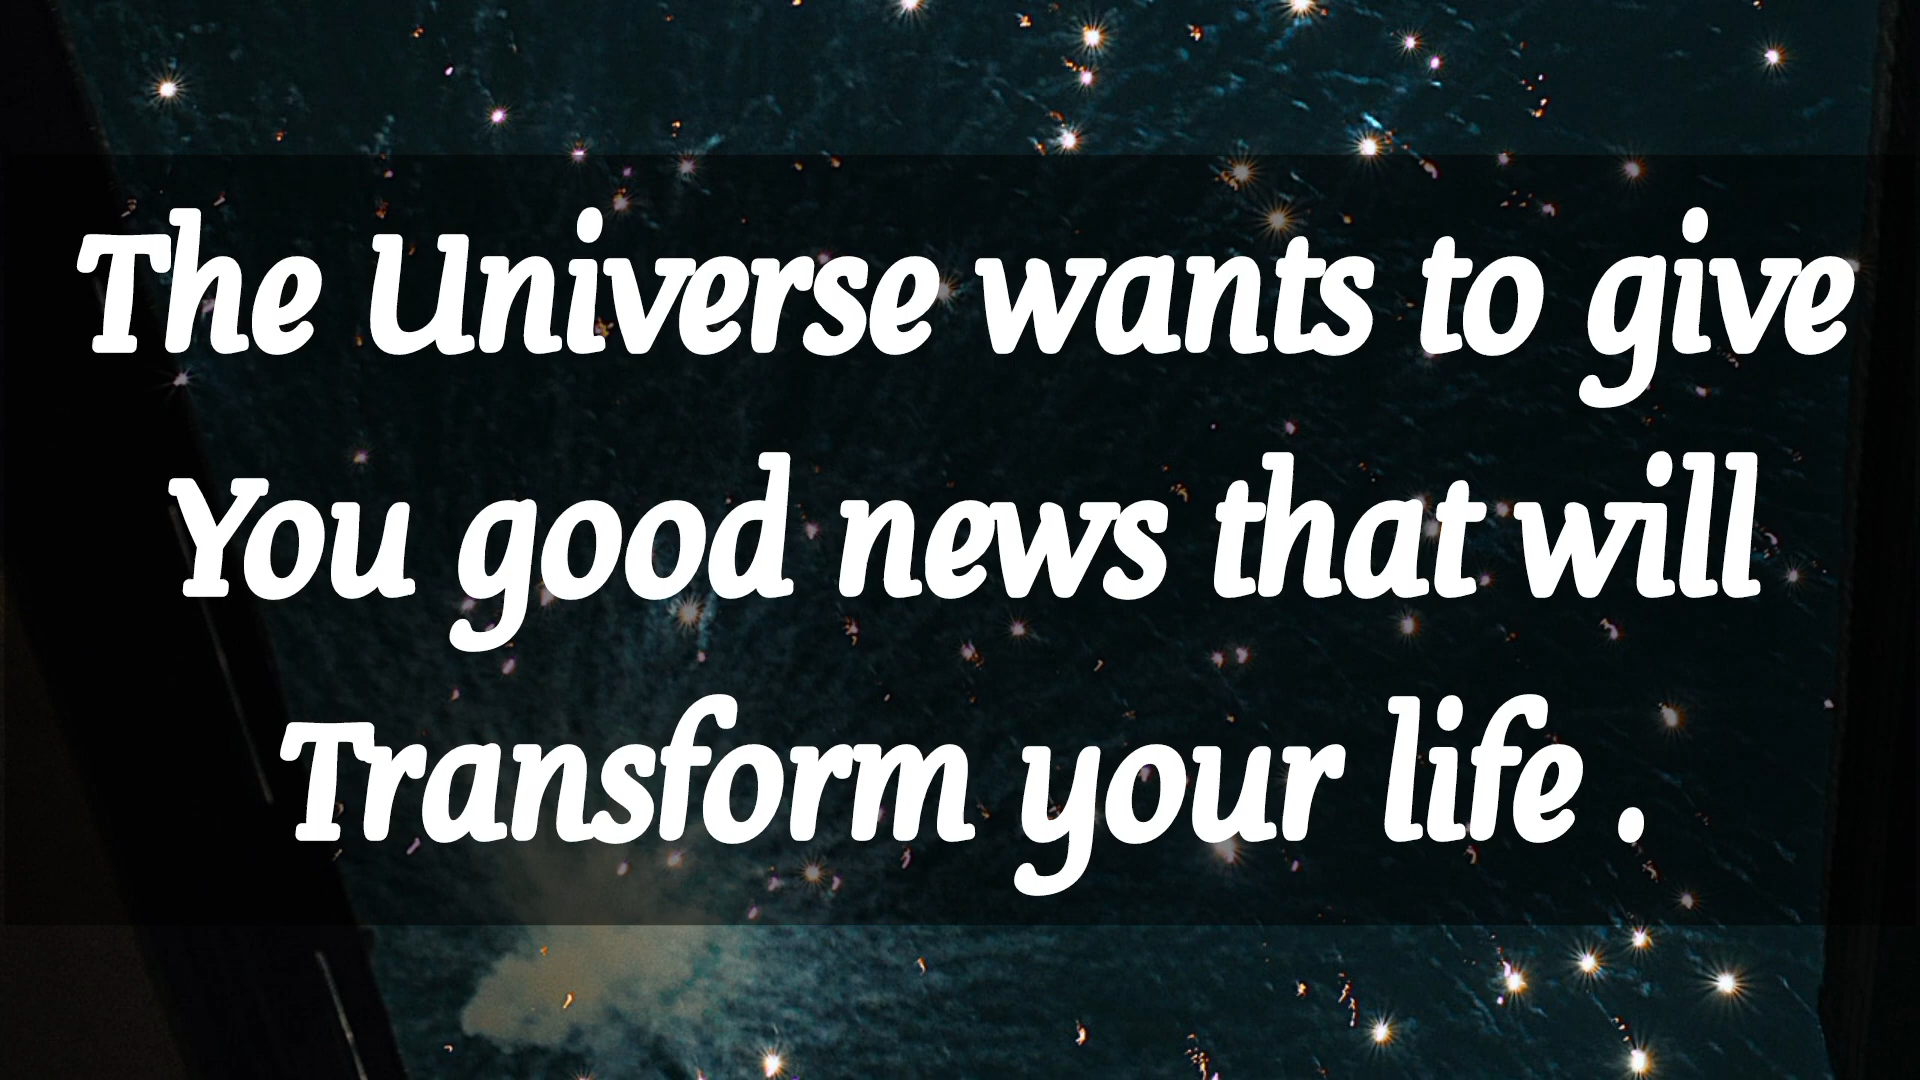 The Universe wants to give
You good news that will
Transform your life .